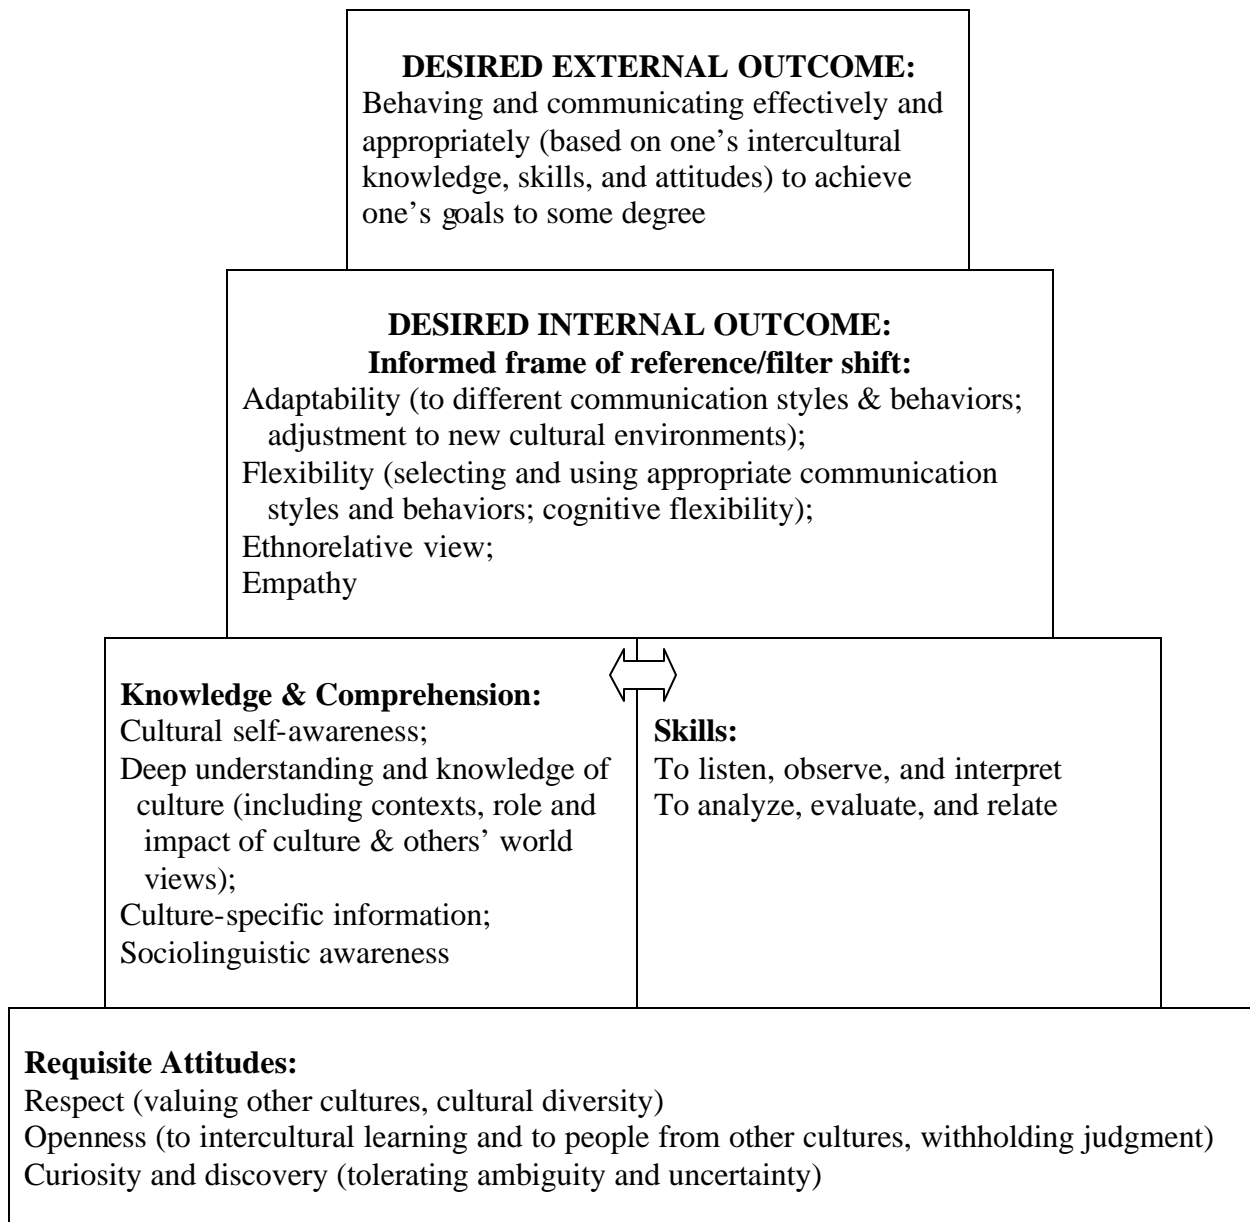 DESIRED EXTERNAL OUTCOME:
Behaving and communicating effectively and
appropriately (based on one’s intercultural
knowledge, skills, and attitudes) to achieve
one’s goals to some degree
DESIRED INTERNAL OUTCOME:
Informed frame of reference/filter shift:
Adaptability (to different communication styles & behaviors;
adjustment to new cultural environments);
Flexibility (selecting and using appropriate communication
styles and behaviors; cognitive flexibility);
Ethnorelative view;
Empathy
Knowledge & Comprehension:
Cultural self-awareness;
Deep understanding and knowledge of
culture (including contexts, role and
impact of culture & others’ world
views);
Culture-specific information;
Sociolinguistic awareness
Skills:
To listen, observe, and interpret
To analyze, evaluate, and relate
Requisite Attitudes:
Respect (valuing other cultures, cultural diversity)
Openness (to intercultural learning and to people from other cultures, withholding judgment)
Curiosity and discovery (tolerating ambiguity and uncertainty)